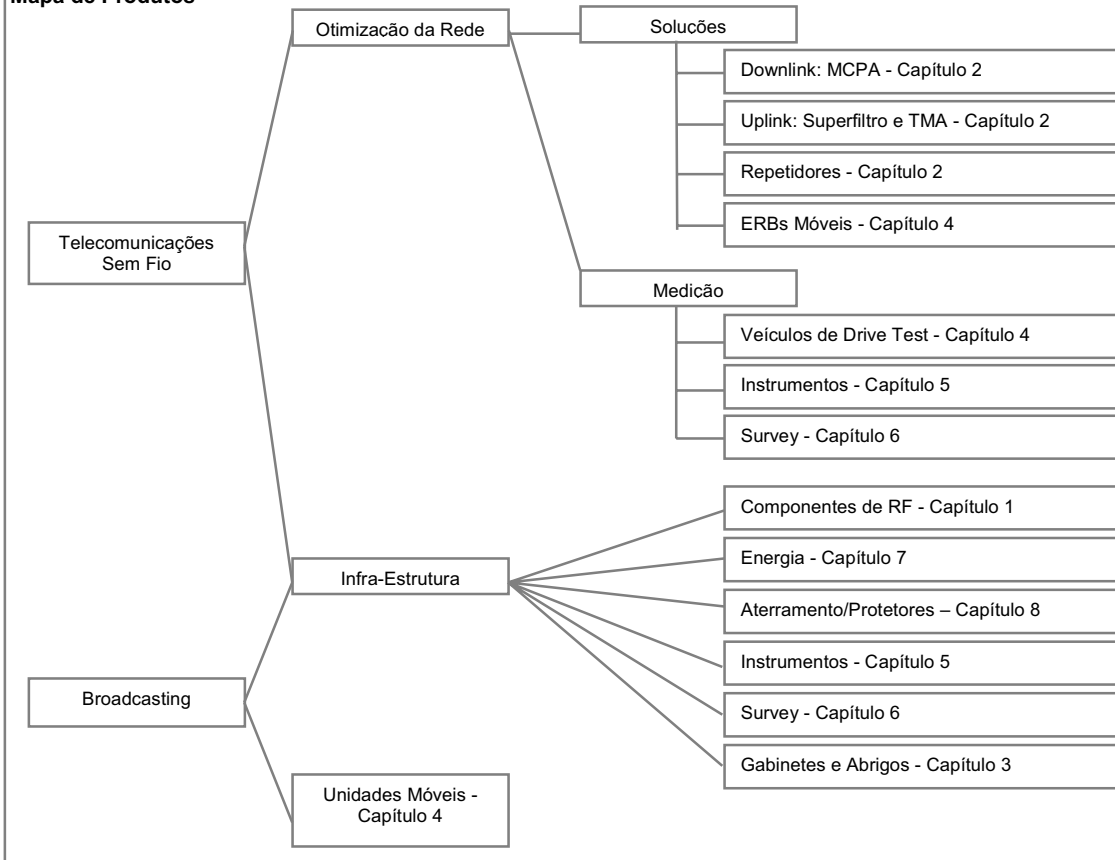 Mapa de Produtos
Otimizacão da Rede
Solucões
Downlink: MCPA - Capítulo 2
Uplink: Superfiltro e TMA - Capítulo 2
Repetidores - Capítulo 2
ERBs Móveis - Capítulo 4
Telecomunicações
Sem Fio
Medicão
Veículos de Drive Test - Capítulo 4
Instrumentos - Capítulo 5
Survey - Capítulo 6
Componentes de RF - Capítulo 1
Energia - Capítulo 7
Infra-Estrutura
Aterramento/Protetores – Capítulo 8
Instrumentos - Capítulo 5
Broadcasting
Survey - Capítulo 6
Gabinetes e Abrigos - Capítulo 3
Unidades Móveis -
Capítulo 4